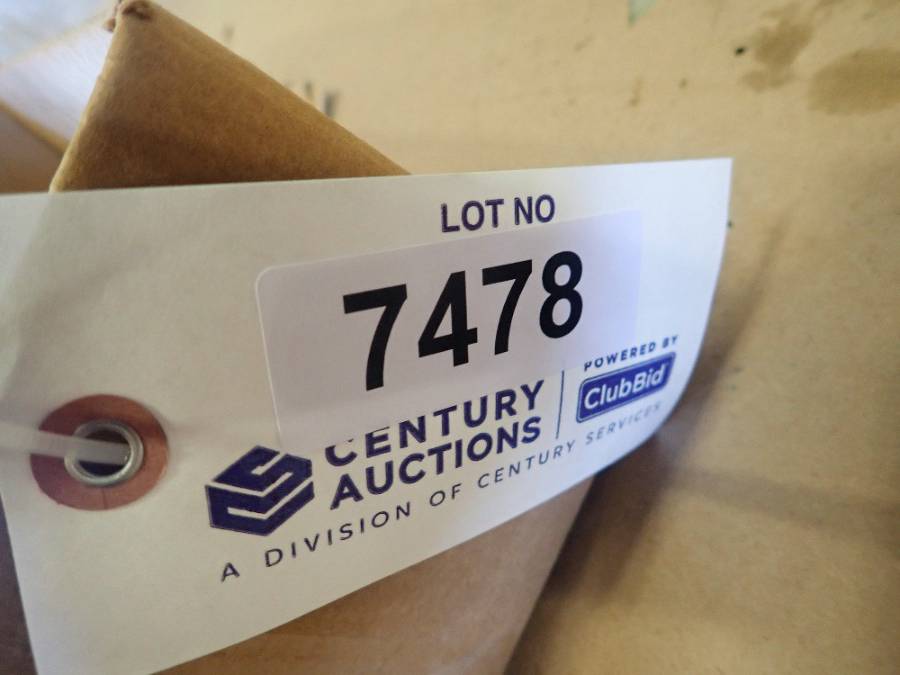 LOT NO
7478
CENTURY
AUCTIONS
POWERED BY
ClubBid
A DIVISION OF CENTURY SERVICES